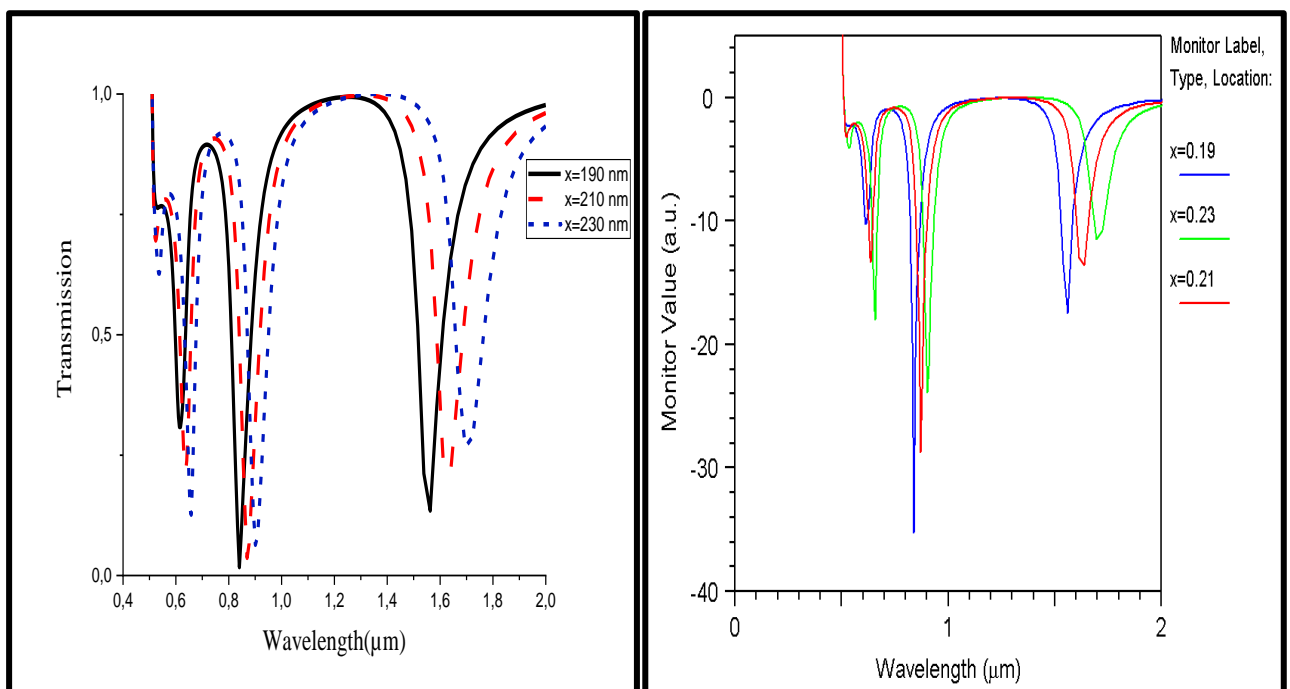 1,0
0,5
0,0
0,4
0,6
0,8
1,0
1,2
1,4
1,6
1,8
2,0
Transmission
Wavelength(µm)
x=190 nm
x=210 nm
x=230 nm
0
-10
-20
-30
-40
0
1
2
Monitor Value (a.u.)
Wavelength (μm)
Monitor Label,
Type, Location:
x=0.19
x=0.23
x=0.21